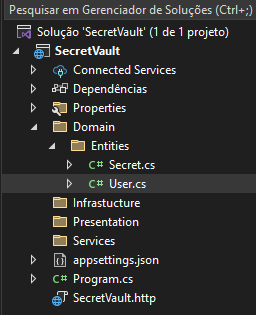 Pesquisar em Gerenciador de Soluções (Ctrl+;)
Solução 'SecretVault' (1 de 1 projeto)
SecretVault
Connected Services
Dependências
Properties
Domain
Entities
C# Secret.cs
C# User.cs
Infrastucture
Presentation
Services
appsettings.json
C# Program.cs
SecretVault.http